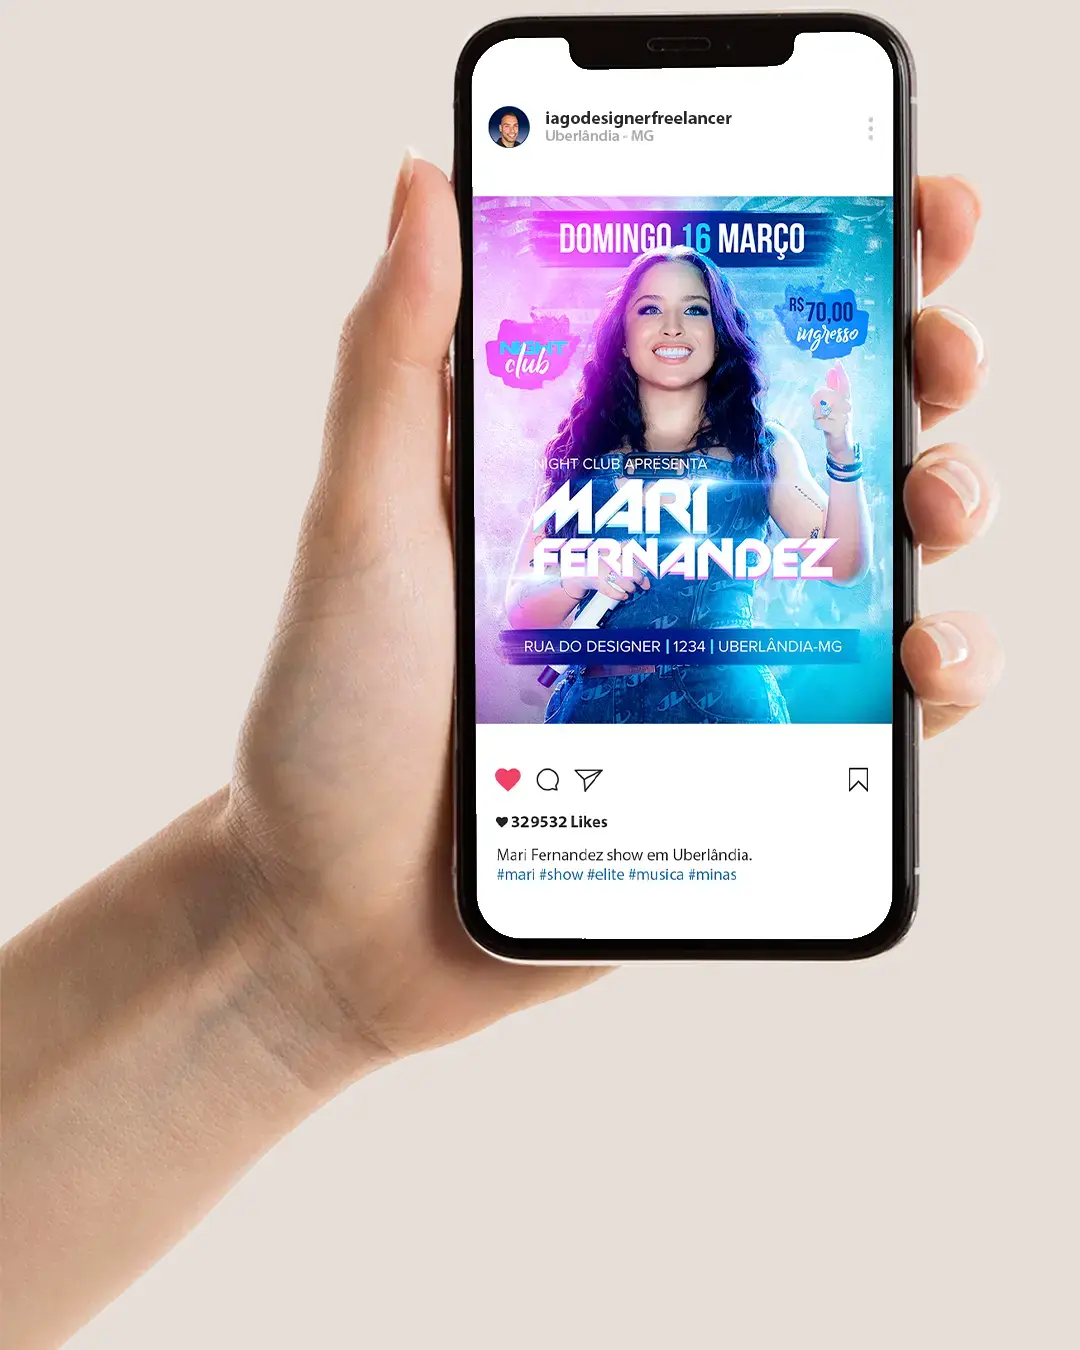 iagodesignerfreelancer
Uberlândia - MG
DOMINGO 16 MARÇO
R$70,00
ingresso
NIGHT
club
NIGHT CLUB APRESENTA
MARI
FERNANDEZ
RUA DO DESIGNER | 1234 | UBERLÂNDIA-MG
329532 Likes
Mari Fernandez show em Uberlândia.
#mari #show #elite #musica #minas